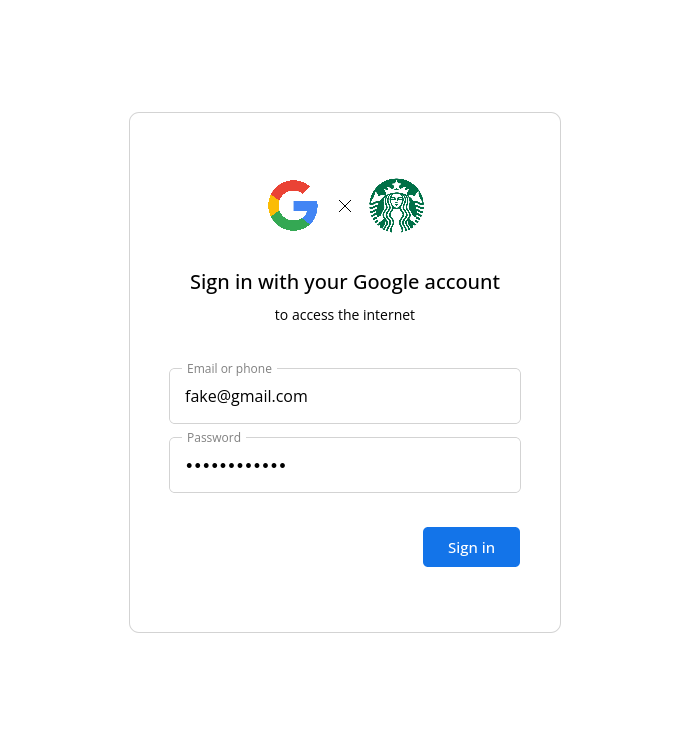 Sign in with your Google account
to access the internet
Email or phone
fake@gmail.com
Password
••••••••••••
Sign in